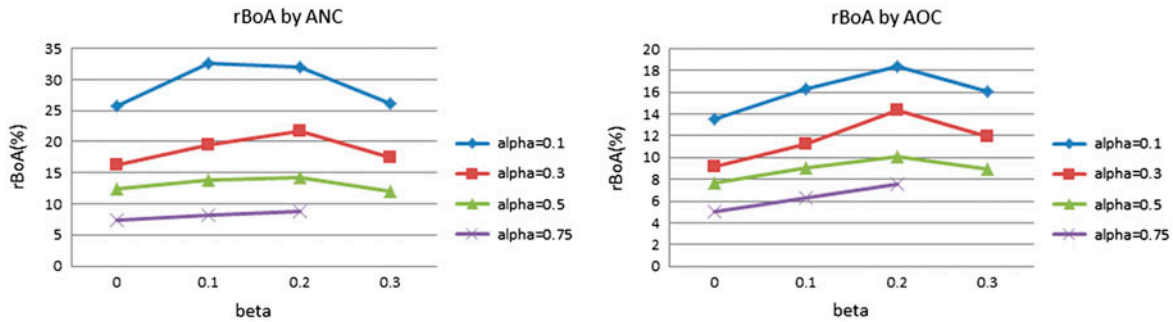 rBoA by ANC
rBoA(%)
35
30
25
20
15
10
5
0
0 0.1 0.2 0.3
beta
alpha=0.1
alpha=0.3
alpha=0.5
alpha=0.75
rBoA by AOC
rBoA(%)
20
18
16
14
12
10
8
6
4
2
0
0 0.1 0.2 0.3
beta
alpha=0.1
alpha=0.3
alpha=0.5
alpha=0.75